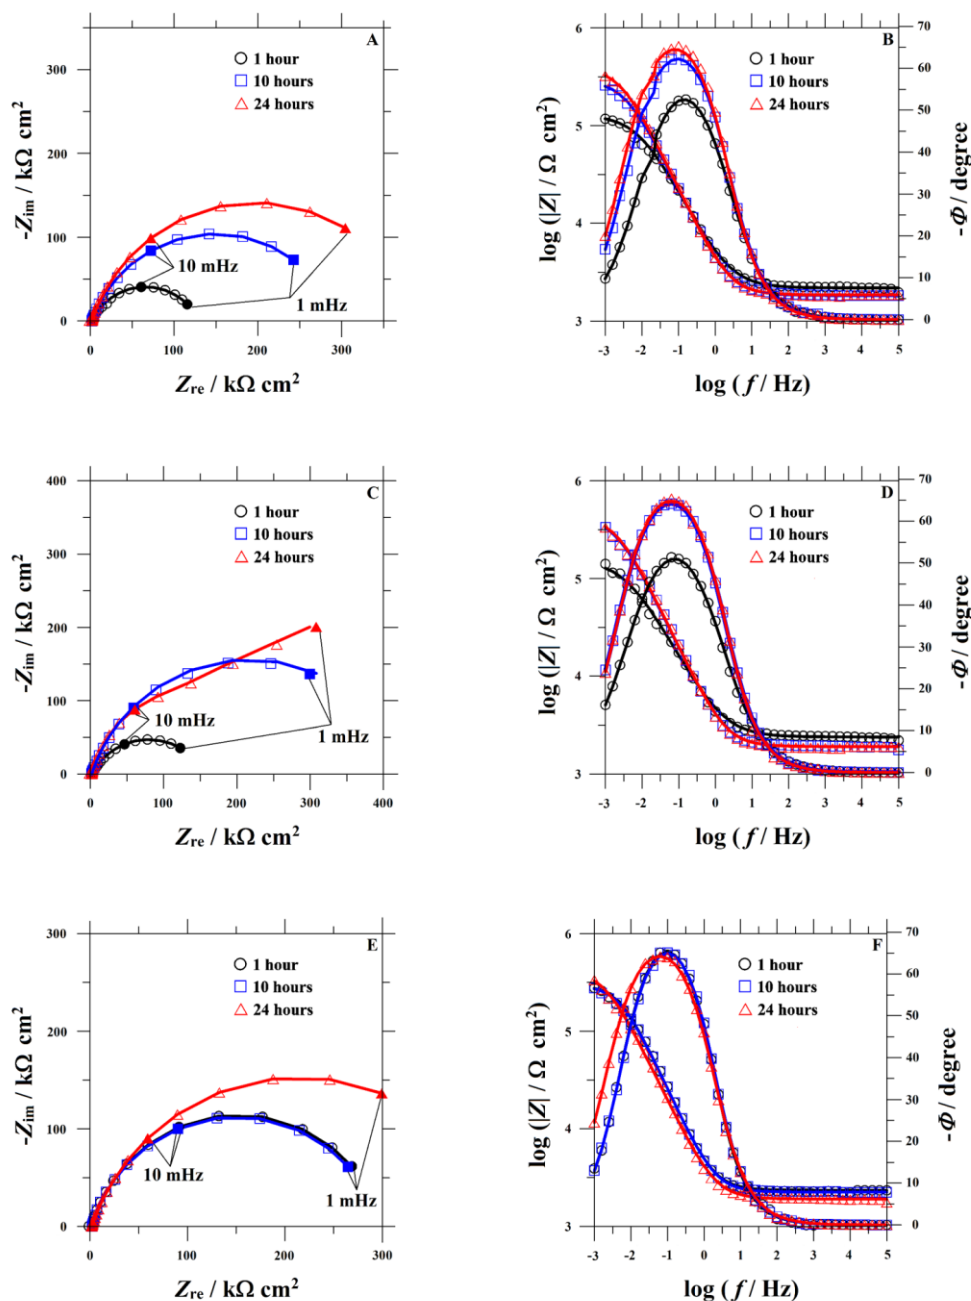 A
1 hour
10 hours
24 hours
300
200
100
0
-Zim / kΩ cm²
10 mHz
1 mHz
0 100 200 300
Zre / kΩ cm²
B
1 hour
10 hours
24 hours
6
5
4
3
log (|Z| / Ω cm²)
70
60
50
40
30
20
10
0
-Φ / degree
-3 -2 -1 0 1 2 3 4 5
log (f / Hz)
C
1 hour
10 hours
24 hours
400
300
200
100
0
-Zim / kΩ cm²
10 mHz
1 mHz
0 100 200 300 400
Zre / kΩ cm²
D
1 hour
10 hours
24 hours
6
5
4
3
log (|Z| / Ω cm²)
70
60
50
40
30
20
10
0
-Φ / degree
-3 -2 -1 0 1 2 3 4 5
log (f / Hz)
E
1 hour
10 hours
24 hours
300
200
100
0
-Zim / kΩ cm²
10 mHz
1 mHz
0 100 200 300
Zre / kΩ cm²
F
1 hour
10 hours
24 hours
6
5
4
3
log (|Z| / Ω cm²)
70
60
50
40
30
20
10
0
-Φ / degree
-3 -2 -1 0 1 2 3 4 5
log (f / Hz)